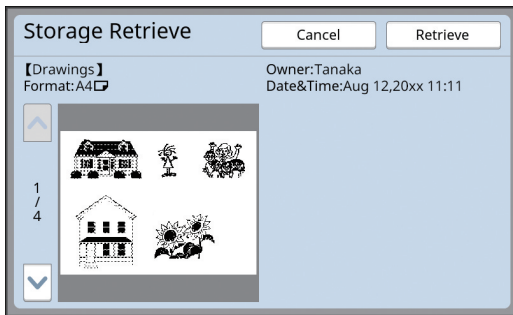 Storage Retrieve
Cancel
Retrieve
【Drawings】
Format:A4
Owner:Tanaka
Date&Time:Aug 12,20xx 11:11
1
/
4